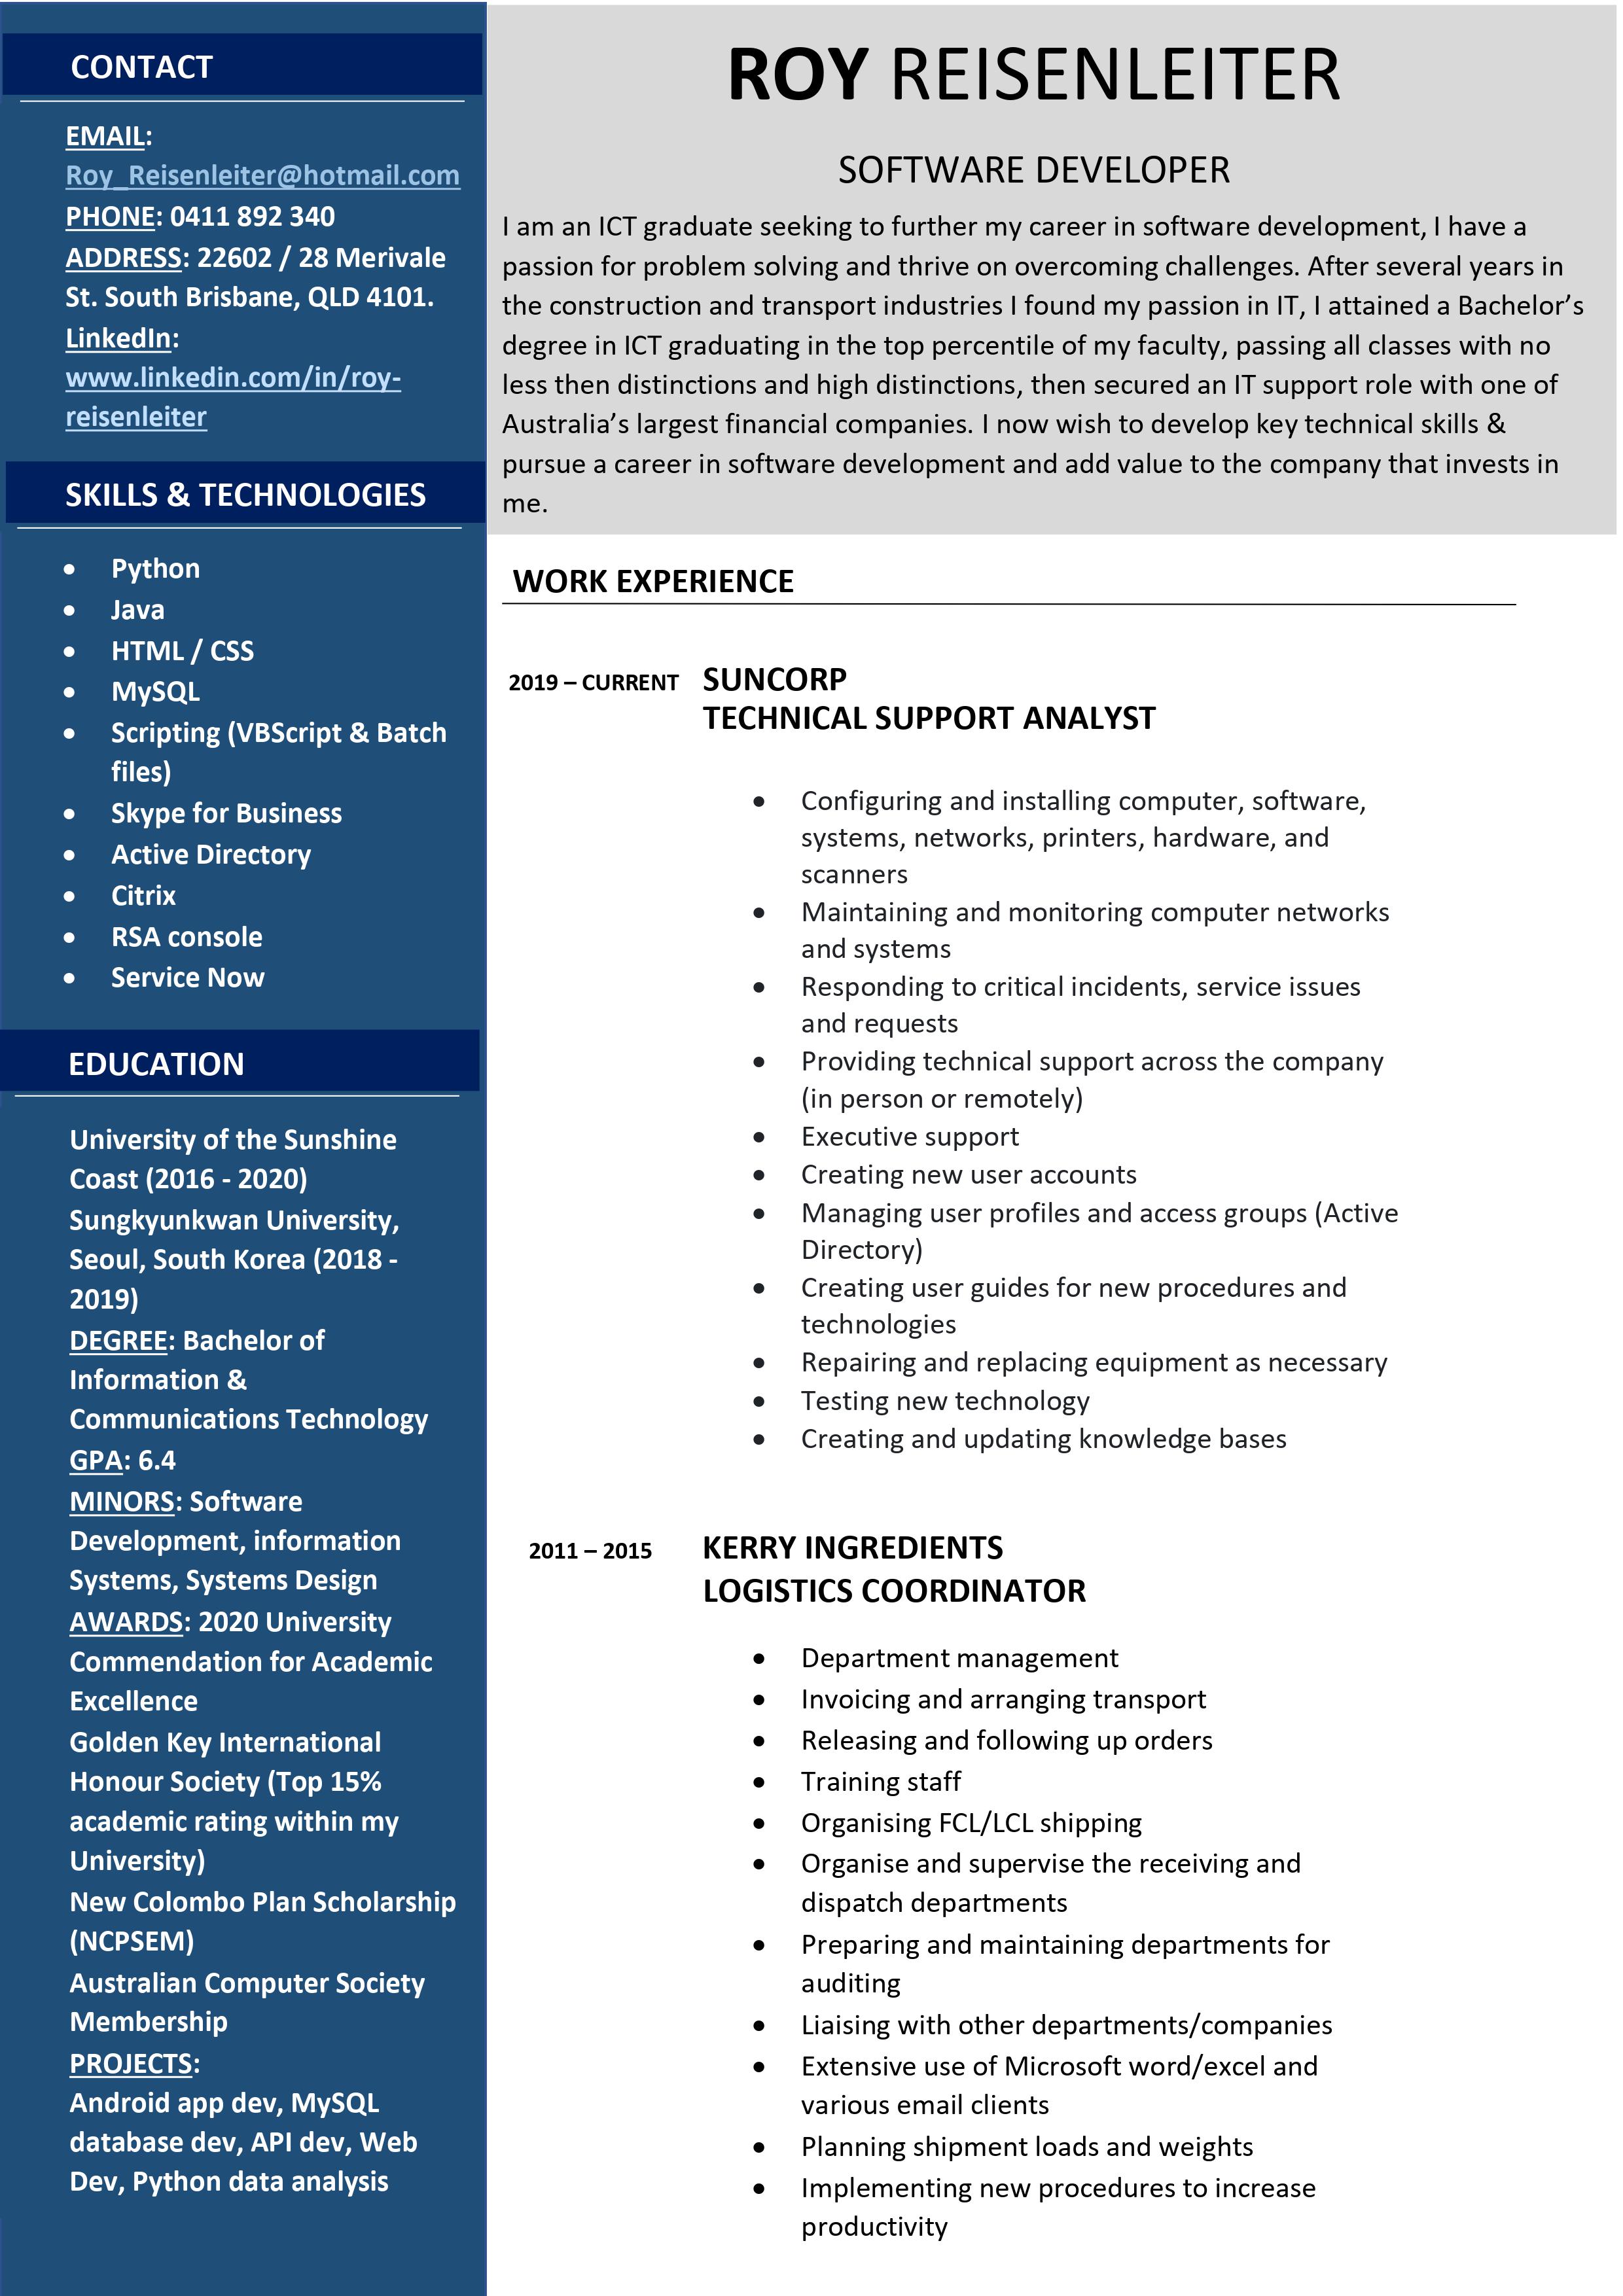 CONTACT
EMAIL:
Roy_Reisenleiter@hotmail.com
PHONE: 0411 892 340
ADDRESS: 22602 / 28 Merivale
St. South Brisbane, QLD 4101.
LinkedIn:
www.linkedin.com/in/roy-
reisenleiter
SKILLS & TECHNOLOGIES
• Python
• Java
• HTML / CSS
• MySQL
• Scripting (VBScript & Batch
files)
• Skype for Business
• Active Directory
• Citrix
• RSA console
• Service Now
EDUCATION
University of the Sunshine
Coast (2016 - 2020)
Sungkyunkwan University,
Seoul, South Korea (2018 -
2019)
DEGREE: Bachelor of
Information &
Communications Technology
GPA: 6.4
MINORS: Software
Development, information
Systems, Systems Design
AWARDS: 2020 University
Commendation for Academic
Excellence
Golden Key International
Honour Society (Top 15%
academic rating within my
University)
New Colombo Plan Scholarship
(NCPSEM)
Australian Computer Society
Membership
PROJECTS:
Android app dev, MySQL
database dev, API dev, Web
Dev, Python data analysis
ROY REISENLEITER
SOFTWARE DEVELOPER
I am an ICT graduate seeking to further my career in software development, I have a
passion for problem solving and thrive on overcoming challenges. After several years in
the construction and transport industries I found my passion in IT, I attained a Bachelor’s
degree in ICT graduating in the top percentile of my faculty, passing all classes with no
less then distinctions and high distinctions, then secured an IT support role with one of
Australia’s largest financial companies. I now wish to develop key technical skills &
pursue a career in software development and add value to the company that invests in
me.
WORK EXPERIENCE
2019 – CURRENT SUNCORP
TECHNICAL SUPPORT ANALYST
• Configuring and installing computer, software,
systems, networks, printers, hardware, and
scanners
• Maintaining and monitoring computer networks
and systems
• Responding to critical incidents, service issues
and requests
• Providing technical support across the company
(in person or remotely)
• Executive support
• Creating new user accounts
• Managing user profiles and access groups (Active
Directory)
• Creating user guides for new procedures and
technologies
• Repairing and replacing equipment as necessary
• Testing new technology
• Creating and updating knowledge bases
2011 – 2015 KERRY INGREDIENTS
LOGISTICS COORDINATOR
• Department management
• Invoicing and arranging transport
• Releasing and following up orders
• Training staff
• Organising FCL/LCL shipping
• Organise and supervise the receiving and
dispatch departments
• Preparing and maintaining departments for
auditing
• Liaising with other departments/companies
• Extensive use of Microsoft word/excel and
various email clients
• Planning shipment loads and weights
• Implementing new procedures to increase
productivity